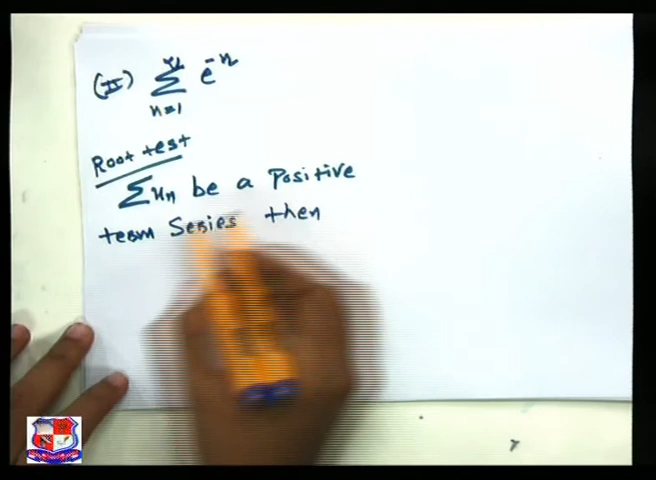 (II) ∑ e^-n
n=1
Root test
∑un be a Positive
term Series then